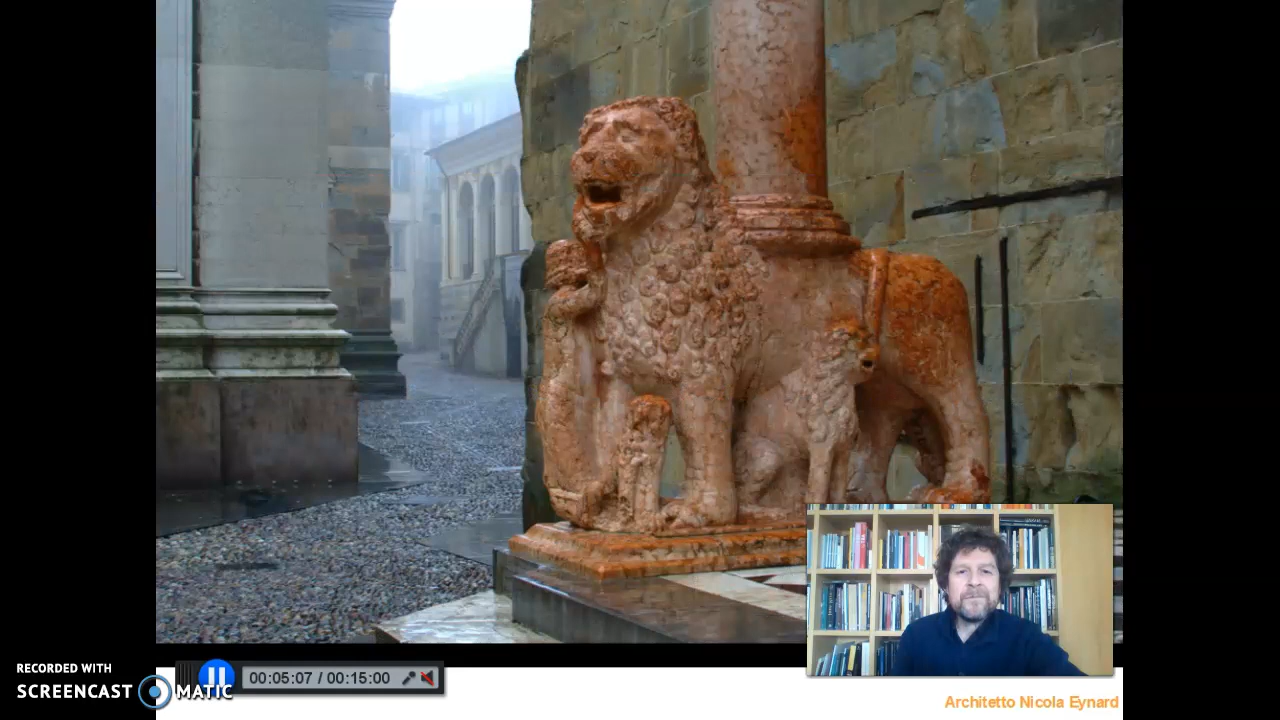 RECORDED WITH
SCREENCAST MATIC
00:05:07 / 00:15:00
Architetto Nicola Eynard